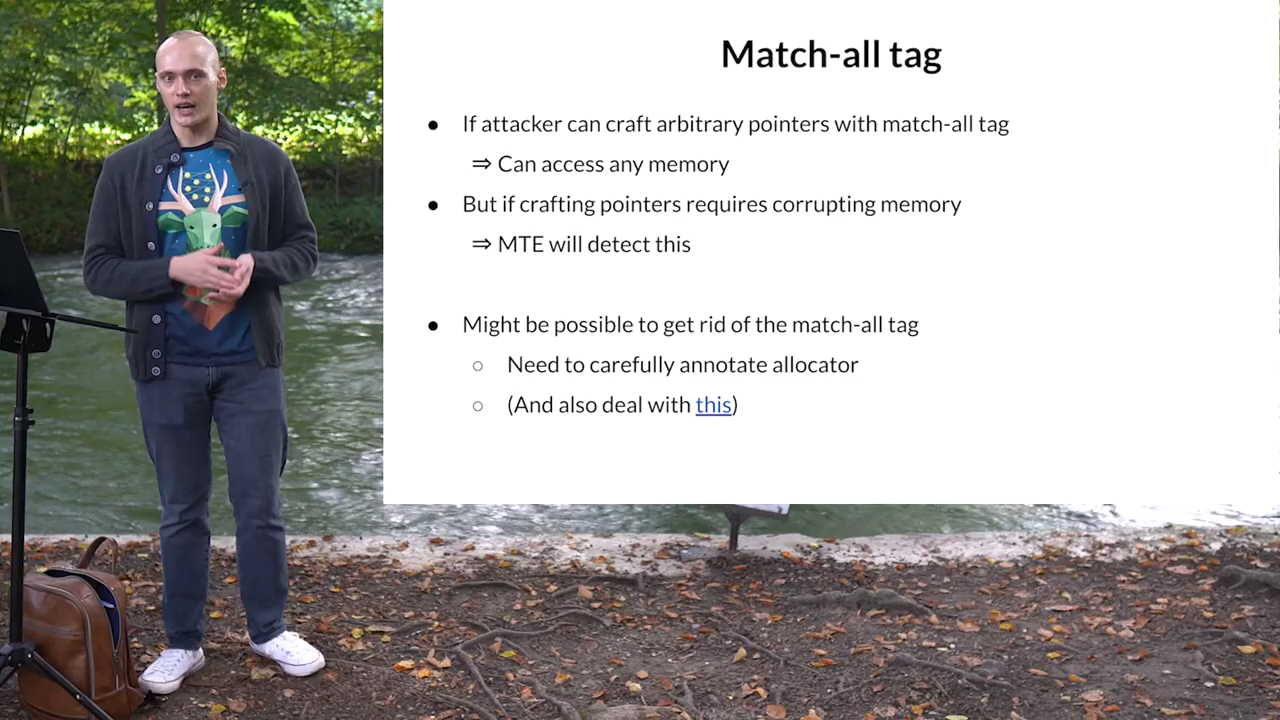 Match-all tag
● If attacker can craft arbitrary pointers with match-all tag
⇒ Can access any memory
● But if crafting pointers requires corrupting memory
⇒ MTE will detect this
● Might be possible to get rid of the match-all tag
○ Need to carefully annotate allocator
○ (And also deal with this)